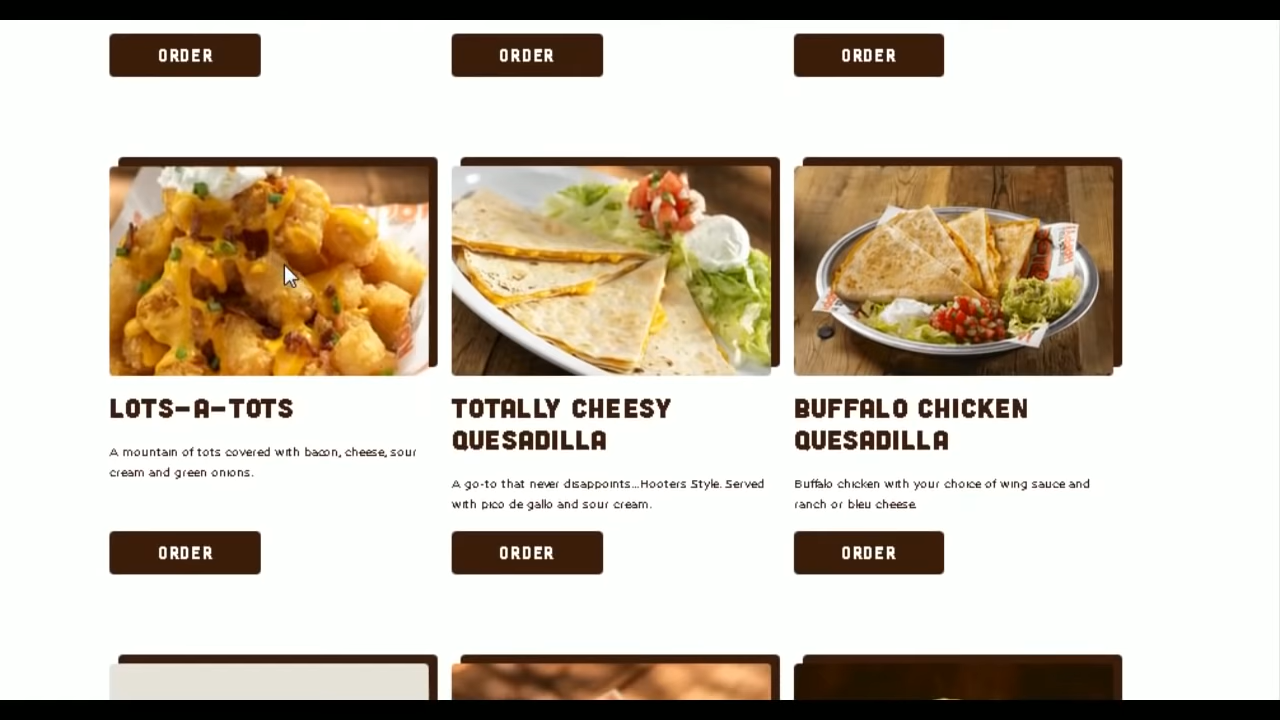 ORDER ORDER ORDER
LOTS-A-TOTS
A mountain of tots covered with bacon, cheese, sour
cream and green onions.
ORDER
TOTALLY CHEESY
QUESADILLA
A go-to that never disappoints...Hooters Style. Served
with pico de gallo and sour cream.
ORDER
BUFFALO CHICKEN
QUESADILLA
Buffalo chicken with your choice of wing sauce and
ranch or bleu cheese.
ORDER